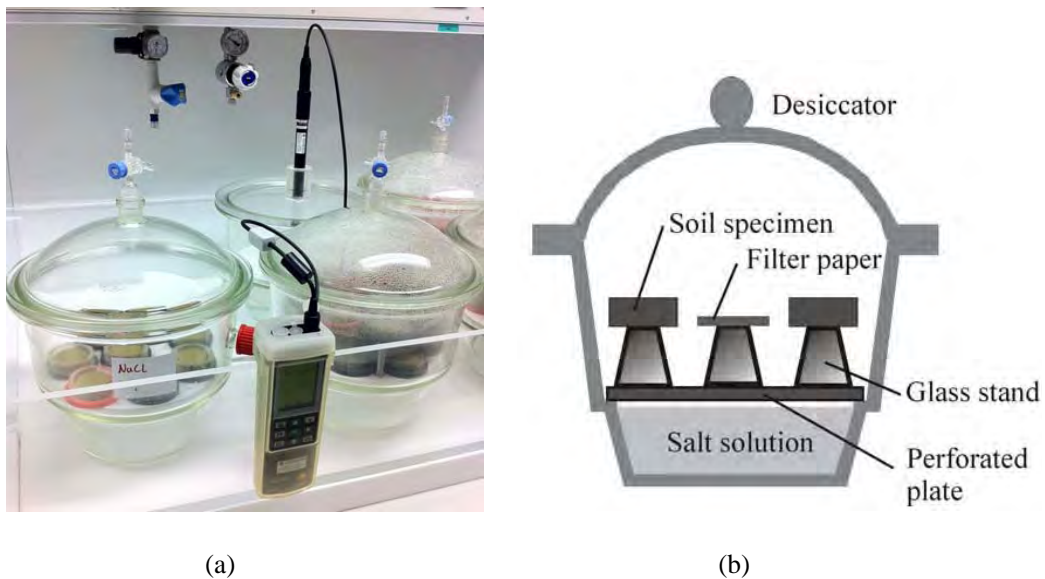 NaCL
Desiccator
Soil specimen
Filter paper
Glass stand
Salt solution
Perforated
plate
(a)
(b)